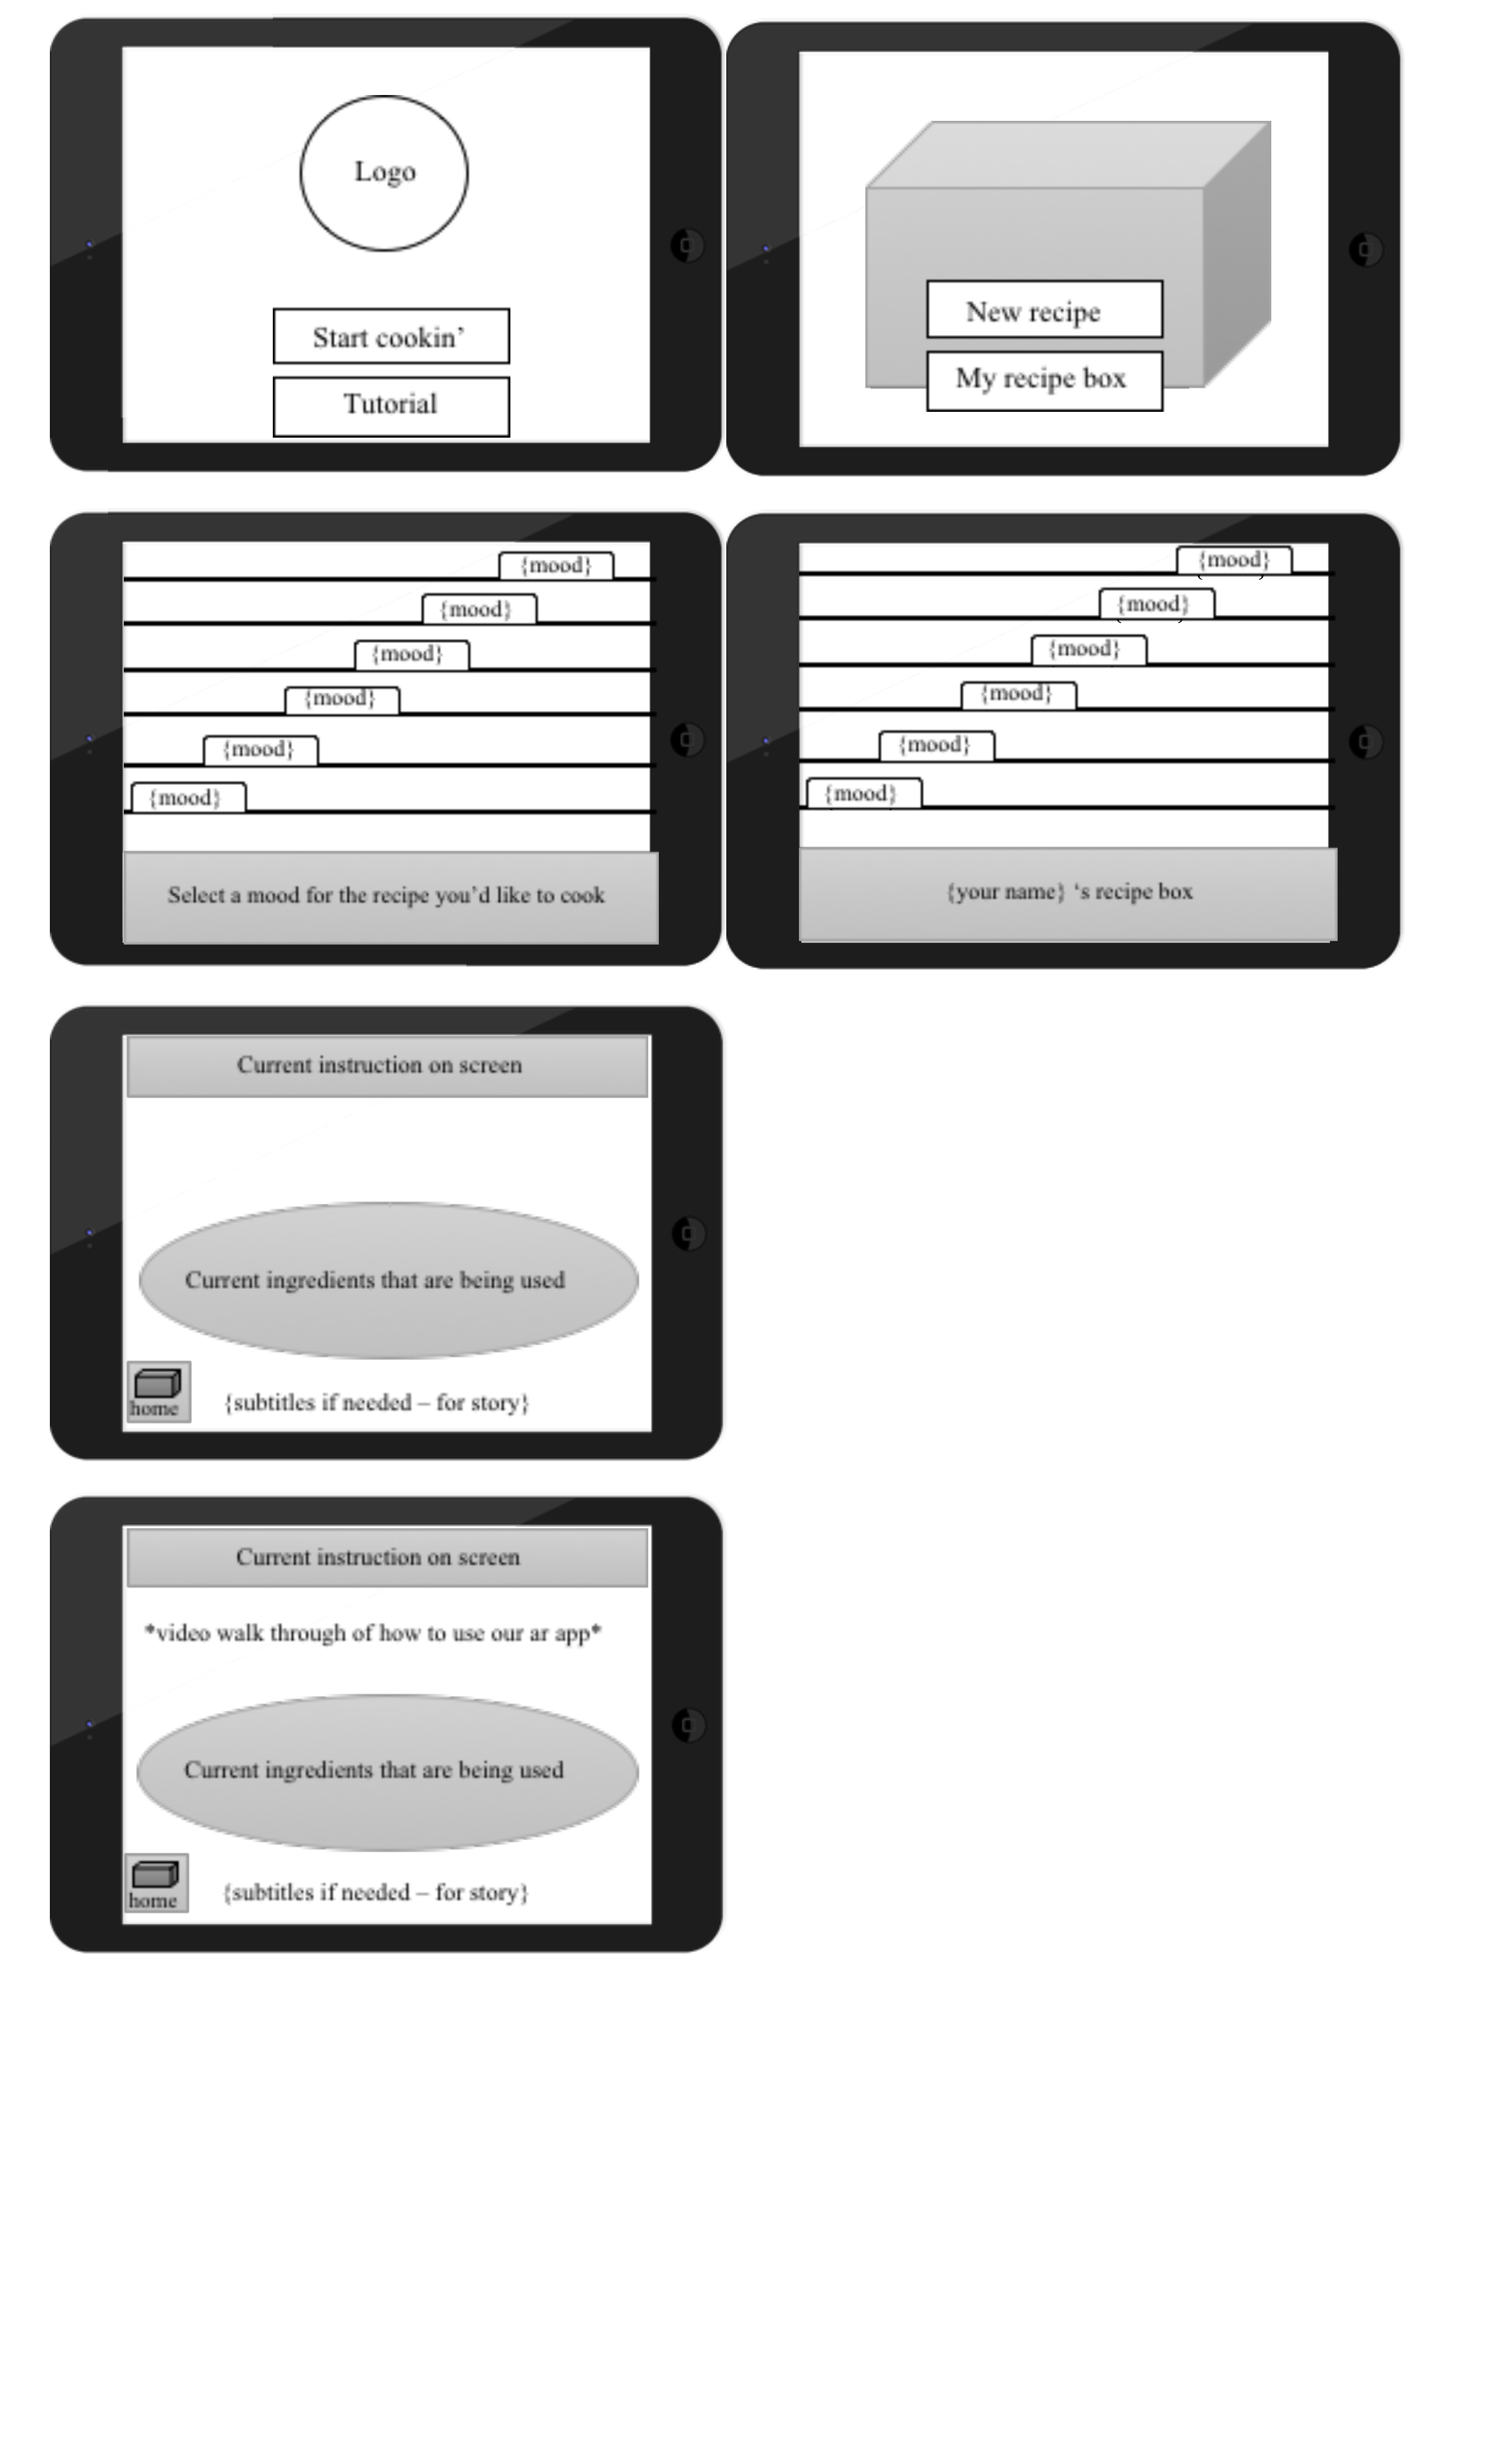 Logo
Start cookin’
Tutorial
New recipe
My recipe box
{mood}
{mood}
{mood}
{mood}
{mood}
{mood}
Select a mood for the recipe you’d like to cook
{mood}
{mood}
{mood}
{mood}
{mood}
{mood}
{your name} ‘s recipe box
Current instruction on screen
Current ingredients that are being used
home
{subtitles if needed – for story}
Current instruction on screen
*video walk through of how to use our ar app*
Current ingredients that are being used
home
{subtitles if needed – for story}